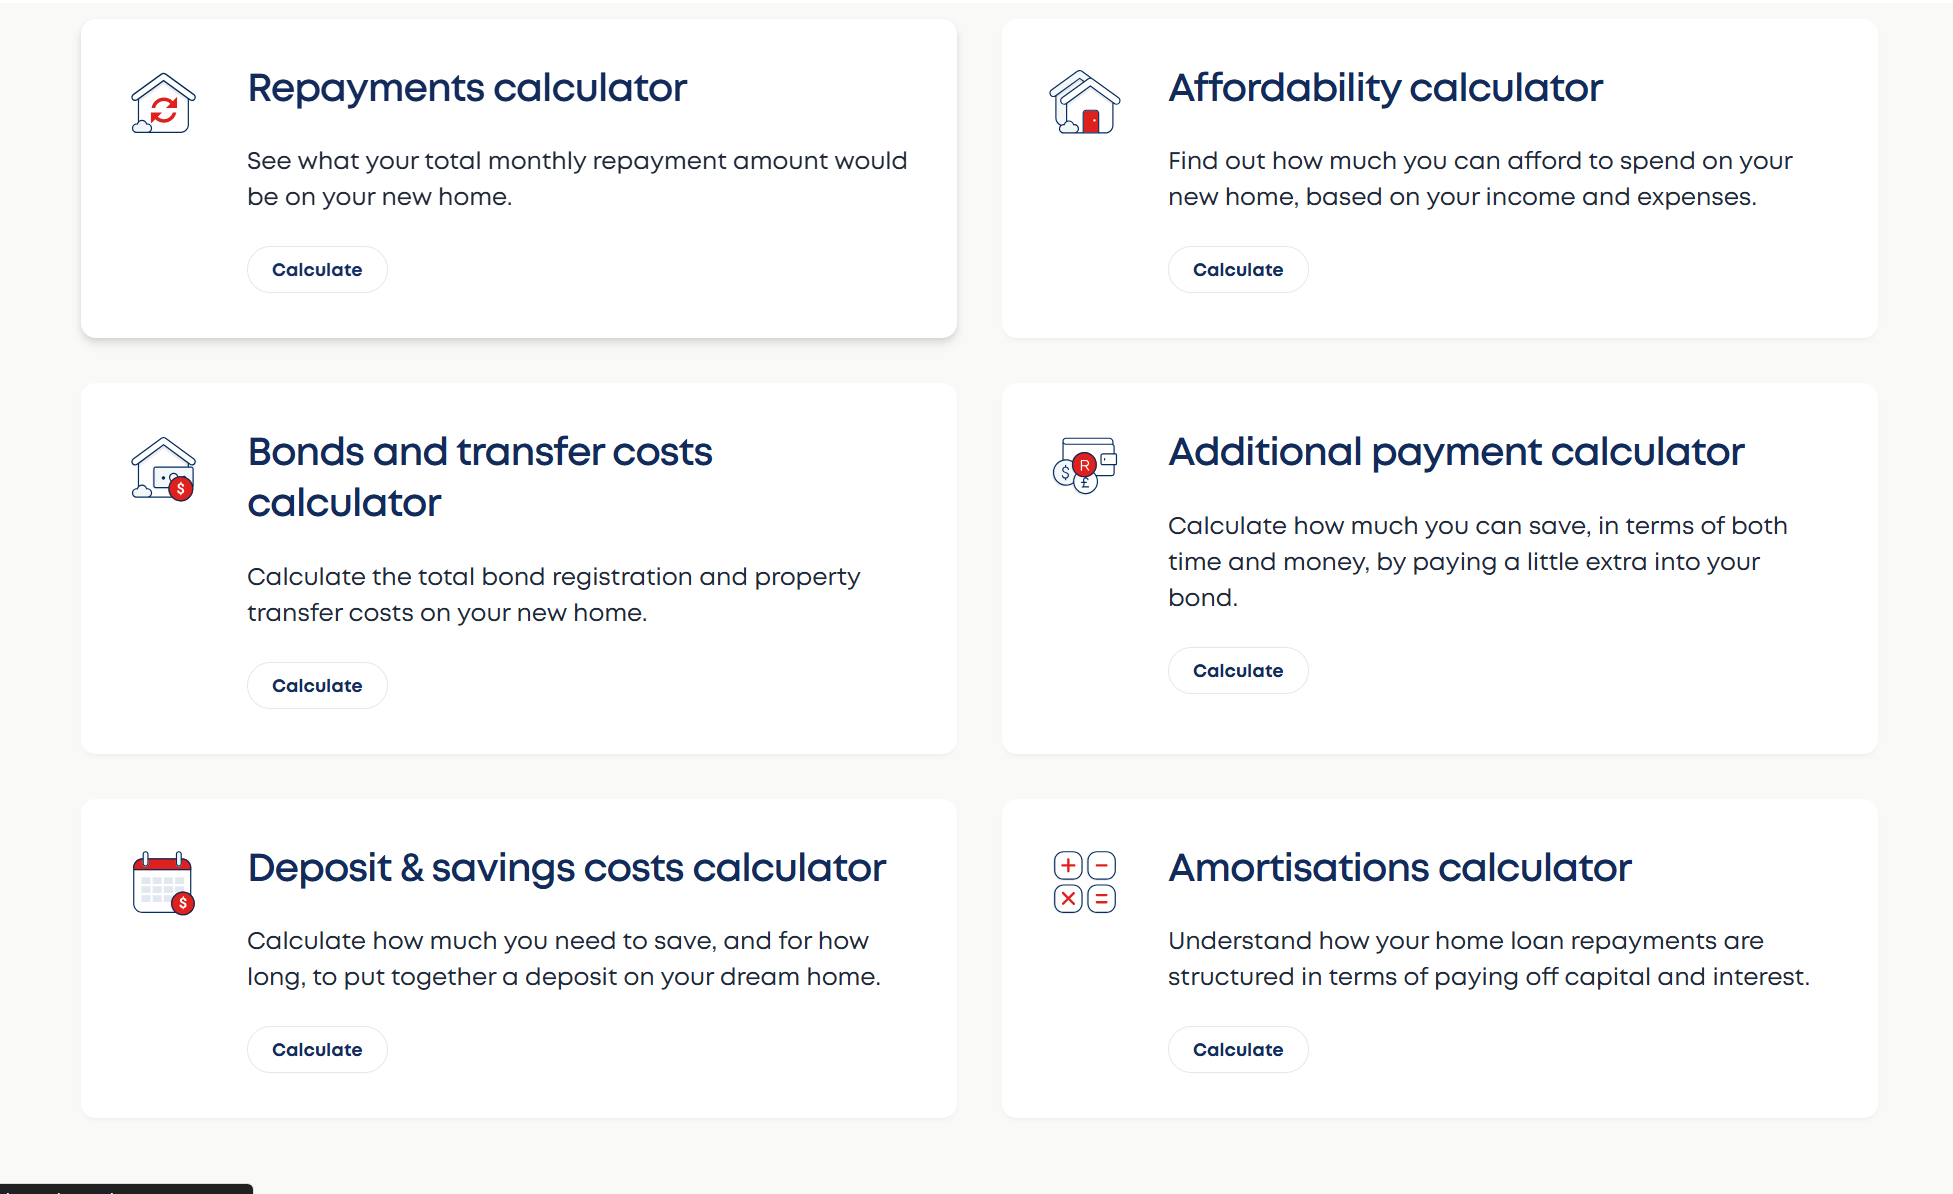 Repayments calculator
See what your total monthly repayment amount would
be on your new home.
Calculate
Affordability calculator
Find out how much you can afford to spend on your
new home, based on your income and expenses.
Calculate
$
Bonds and transfer costs
calculator
Calculate the total bond registration and property
transfer costs on your new home.
Calculate
$ R £
Additional payment calculator
Calculate how much you can save, in terms of both
time and money, by paying a little extra into your
bond.
Calculate
$
Deposit & savings costs calculator
Calculate how much you need to save, and for how
long, to put together a deposit on your dream home.
Calculate
+ −
× =
Amortisations calculator
Understand how your home loan repayments are
structured in terms of paying off capital and interest.
Calculate